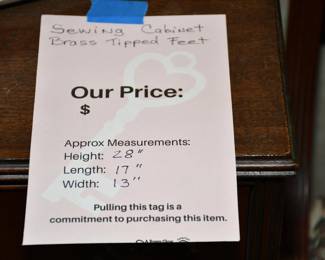 Sewing Cabinet
Brass Tipped Feet
Our Price:
$
Approx Measurements:
Height: 28"
Length: 17"
Width: 13"
Pulling this tag is a
commitment to purchasing this item.